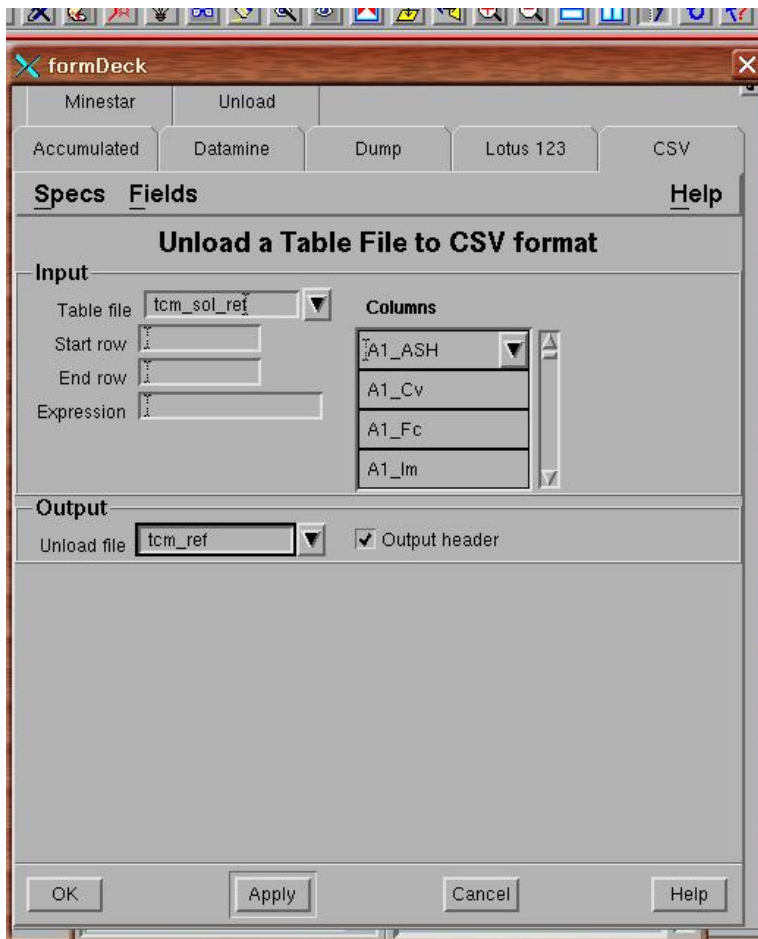 formDeck
Minestar Unload
Accumulated Datamine Dump Lotus 123 CSV
Specs Fields Help
Unload a Table File to CSV format
Input
Table file tcm_sol_ref Columns
Start row A1_ASH
End row A1_Cv
Expression A1_Fc
A1_Im
Output
Unload file tcm_ref Output header
OK Apply Cancel Help